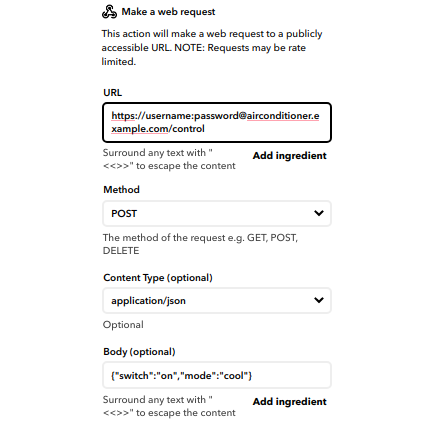 Make a web request
This action will make a web request to a publicly
accessible URL. NOTE: Requests may be rate
limited.
URL
https://username:password@airconditioner.e
xample.com/control
Surround any text with "
<<>>" to escape the content
Add ingredient
Method
POST
The method of the request e.g. GET, POST,
DELETE
Content Type (optional)
application/json
Optional
Body (optional)
{"switch":"on","mode":"cool"}
Surround any text with "
<<>>" to escape the content
Add ingredient